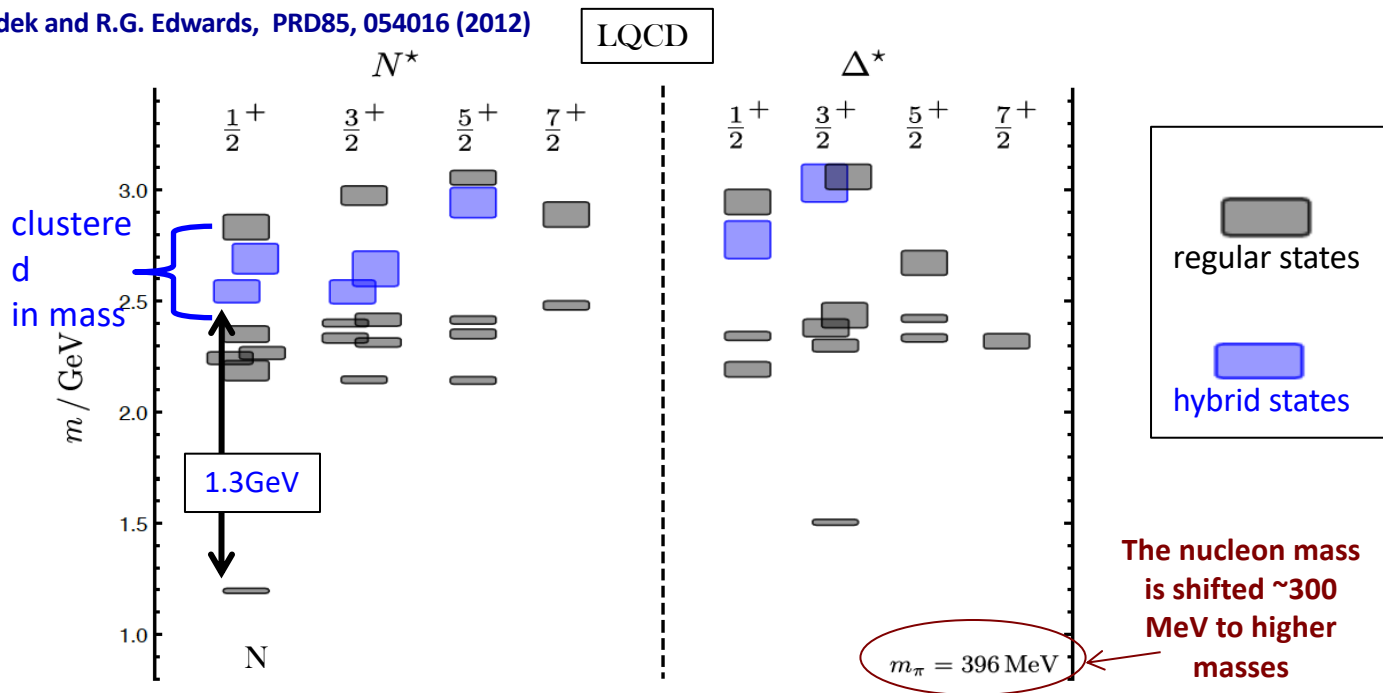 dek and R.G. Edwards, PRD85, 054016 (2012)
LQCD
N⋆
Δ⋆
1/2+ 3/2+ 5/2+ 7/2+
1/2+ 3/2+ 5/2+ 7/2+
3.0
2.5
2.0
1.5
1.0
m / GeV
clustere
d
in mass
1.3GeV
N
regular states
hybrid states
mπ = 396 MeV
The nucleon mass
is shifted ~300
MeV to higher
masses